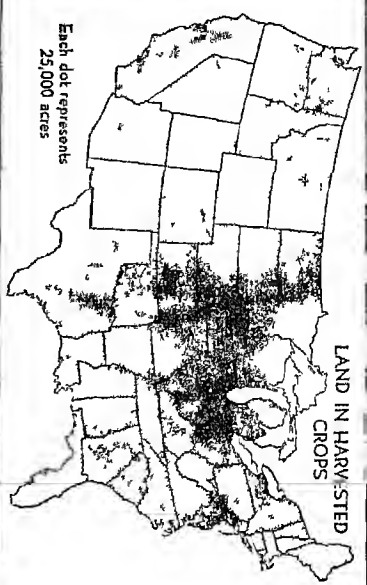 LAND IN HARVESTED
CROPS
Each dot represents
25,000 acres